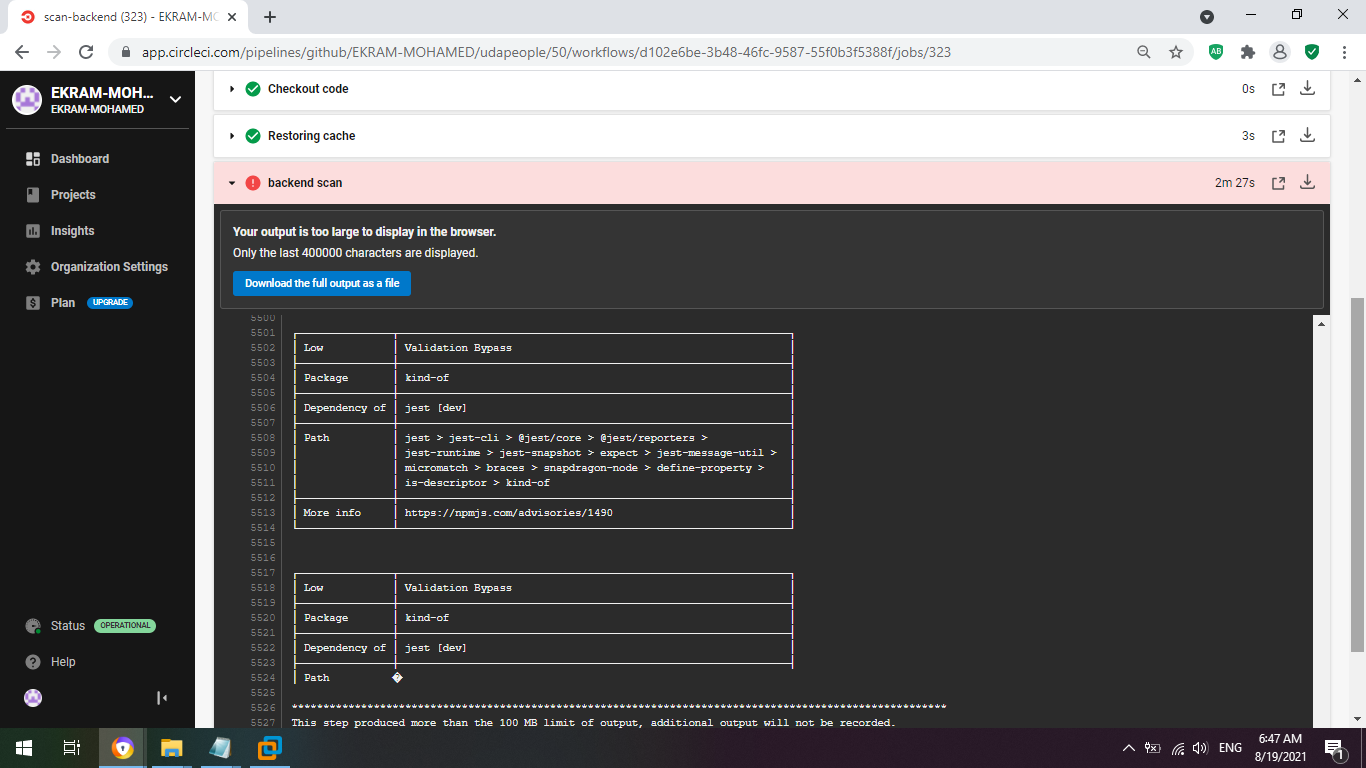 scan-backend (323) - EKRAM-MO
app.circleci.com/pipelines/github/EKRAM-MOHAMED/udapeople/50/workflows/d102e6be-3b48-46fc-9587-55f0b3f5388f/jobs/323
AB
EKRAM-MOH...
EKRAM-MOHAMED
Dashboard
Projects
Insights
Organization Settings
Plan UPGRADE
Status OPERATIONAL
Help
Checkout code 0s
Restoring cache 3s
backend scan 2m 27s
Your output is too large to display in the browser.
Only the last 400000 characters are displayed.
Download the full output as a file
5500
5501
5502 Low Validation Bypass
5503
5504 Package kind-of
5505
5506 Dependency of jest [dev]
5507
5508 Path jest > jest-cli > @jest/core > @jest/reporters >
5509 jest-runtime > jest-snapshot > expect > jest-message-util >
5510 micromatch > braces > snapdragon-node > define-property >
5511 is-descriptor > kind-of
5512
5513 More info https://npmjs.com/advisories/1490
5514
5515
5516
5517
5518 Low Validation Bypass
5519
5520 Package kind-of
5521
5522 Dependency of jest [dev]
5523
5524 Path �
5525
5526 ********************************************************************************************************
5527 This step produced more than the 100 MB limit of output, additional output will not be recorded.
ENG
6:47 AM
8/19/2021
1